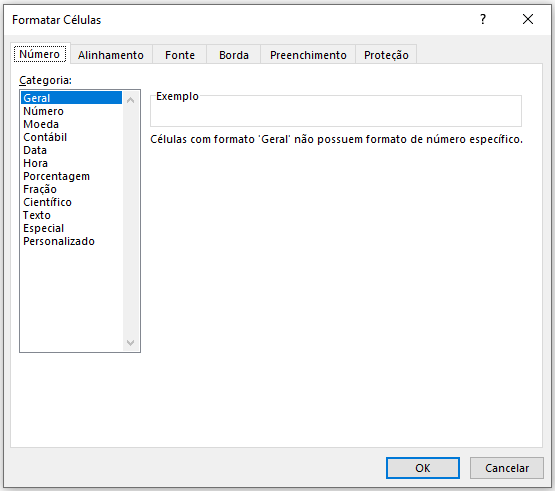 Formatar Células ? ×
Número Alinhamento Fonte Borda Preenchimento Proteção
Categoria:
Geral
Número
Moeda
Contábil
Data
Hora
Porcentagem
Fração
Científico
Texto
Especial
Personalizado
Exemplo
Células com formato 'Geral' não possuem formato de número específico.
OK Cancelar